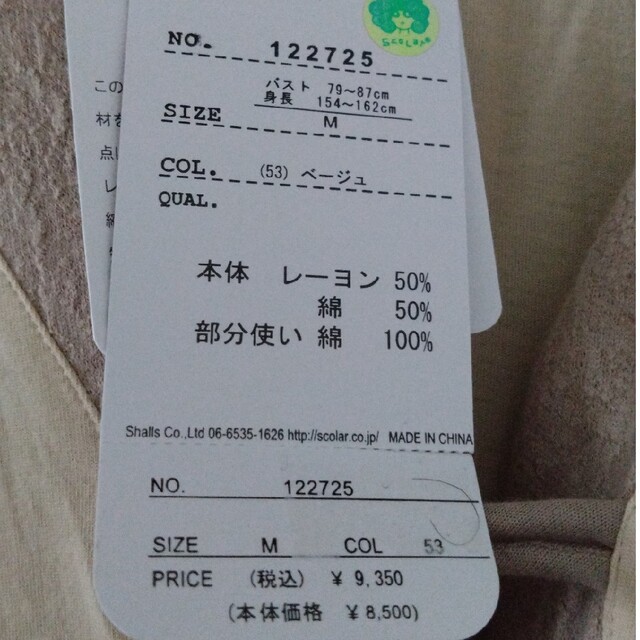 ScoLar
NO. 122725
バスト 79～87cm
身長 154～162cm
SIZE M
COL. (53) ベージュ
QUAL.
本体 レーヨン 50%
綿 50%
部分使い 綿 100%
Shalls Co.,Ltd 06-6535-1626 http://scolar.co.jp/ MADE IN CHINA
NO. 122725
SIZE M COL 53
PRICE (税込) ¥ 9,350
(本体価格 ¥ 8,500)
この
材を
点
レ